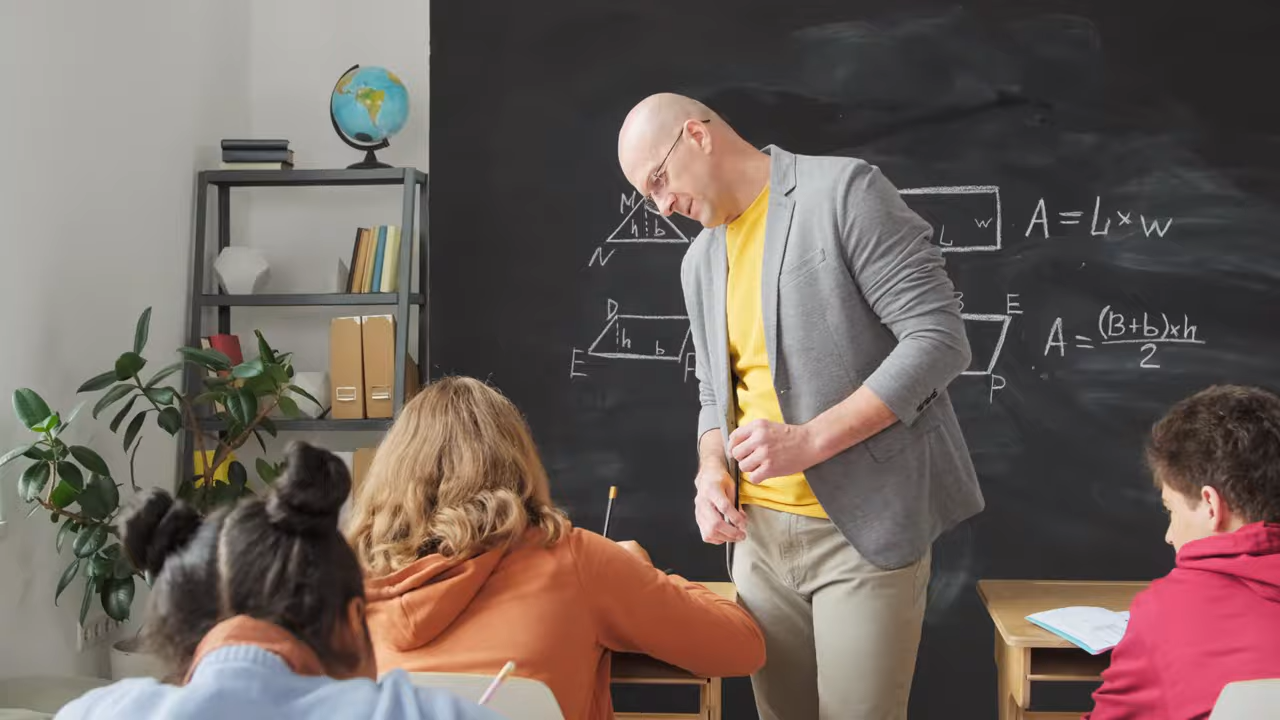 M
h b
N
L w
A = L × w
D
h b
E
F
B E
P
A = (B+b)×h / 2